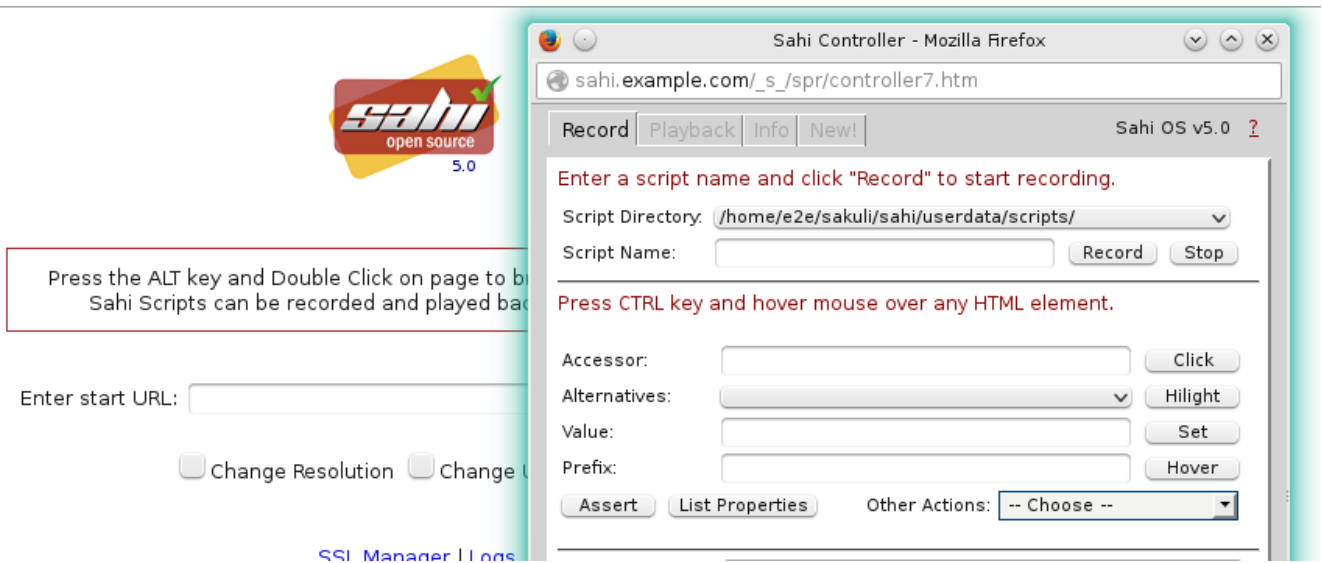 sahi
open source
5.0
Press the ALT key and Double Click on page to b
Sahi Scripts can be recorded and played bac
Enter start URL:
Change Resolution Change U
SSL Manager | Logs
Sahi Controller - Mozilla Firefox
sahi.example.com/_s_/spr/controller7.htm
Record Playback Info New! Sahi OS v5.0 ?
Enter a script name and click "Record" to start recording.
Script Directory: /home/e2e/sakuli/sahi/userdata/scripts/
Script Name: Record Stop
Press CTRL key and hover mouse over any HTML element.
Accessor: Click
Alternatives: Hilight
Value: Set
Prefix: Hover
Assert List Properties Other Actions: -- Choose --